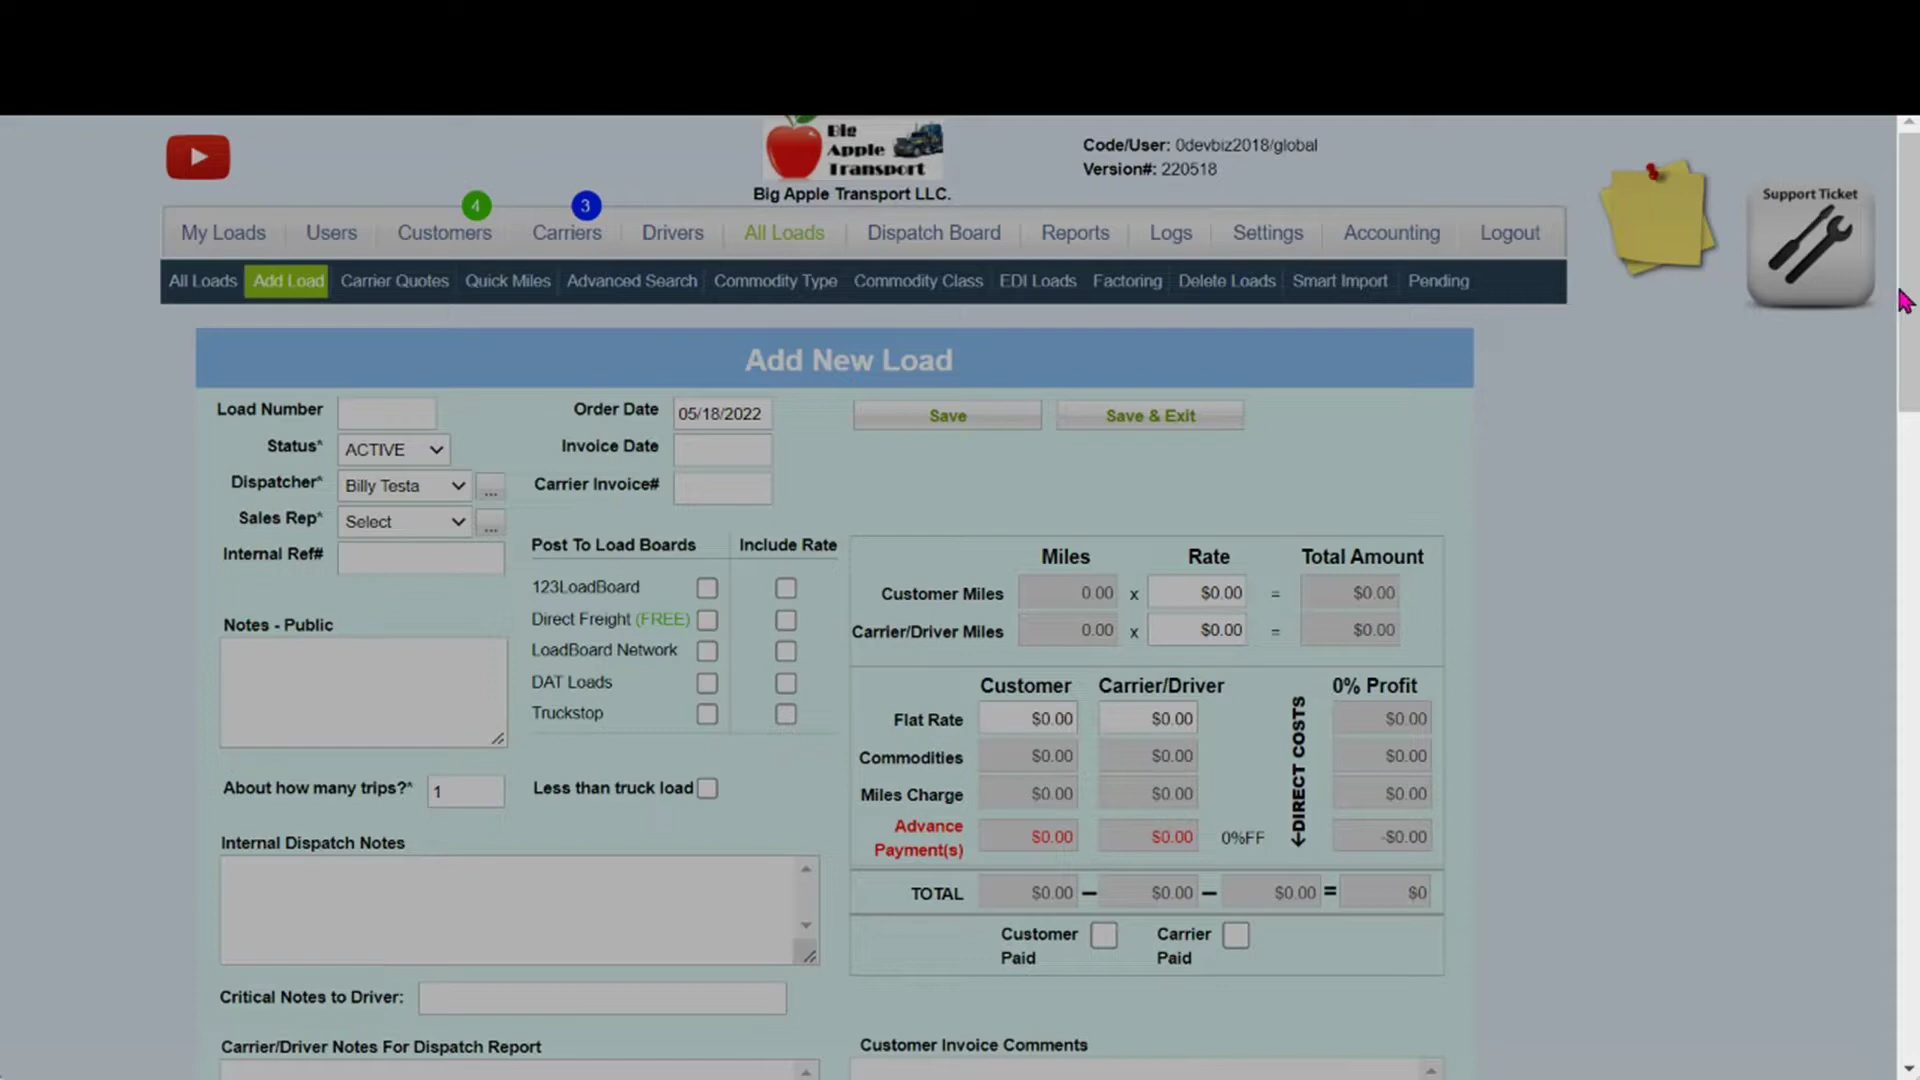 Big
Apple
Transport
Big Apple Transport LLC.
Code/User: 0devbiz2018/global
Version#: 220518
Support Ticket
4
3
My Loads Users Customers Carriers Drivers All Loads Dispatch Board Reports Logs Settings Accounting Logout
All Loads Add Load Carrier Quotes Quick Miles Advanced Search Commodity Type Commodity Class EDI Loads Factoring Delete Loads Smart Import Pending
Add New Load
Load Number Order Date 05/18/2022 Save Save & Exit
Status* ACTIVE Invoice Date
Dispatcher* Billy Testa ... Carrier Invoice#
Sales Rep* Select ...
Internal Ref#
Post To Load Boards Include Rate
123LoadBoard
Direct Freight (FREE)
LoadBoard Network
DAT Loads
Truckstop
Notes - Public
About how many trips?* 1 Less than truck load
Internal Dispatch Notes
Critical Notes to Driver:
Carrier/Driver Notes For Dispatch Report
Miles Rate Total Amount
Customer Miles 0.00 x $0.00 = $0.00
Carrier/Driver Miles 0.00 x $0.00 = $0.00
Customer Carrier/Driver 0% Profit
Flat Rate $0.00 $0.00 $0.00
Commodities $0.00 $0.00 $0.00
Miles Charge $0.00 $0.00 $0.00
Advance
Payment(s) $0.00 $0.00 0%FF -$0.00
←DIRECT COSTS
TOTAL $0.00 – $0.00 – $0.00 = $0
Customer
Paid
Carrier
Paid
Customer Invoice Comments